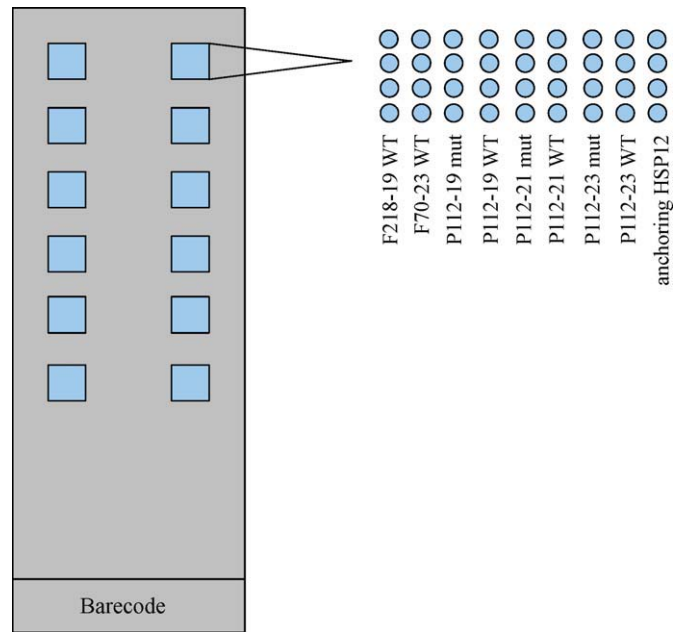 F218-19 WT
F70-23 WT
P112-19 mut
P112-19 WT
P112-21 mut
P112-21 WT
P112-23 mut
P112-23 WT
anchoring HSP12
Barecode